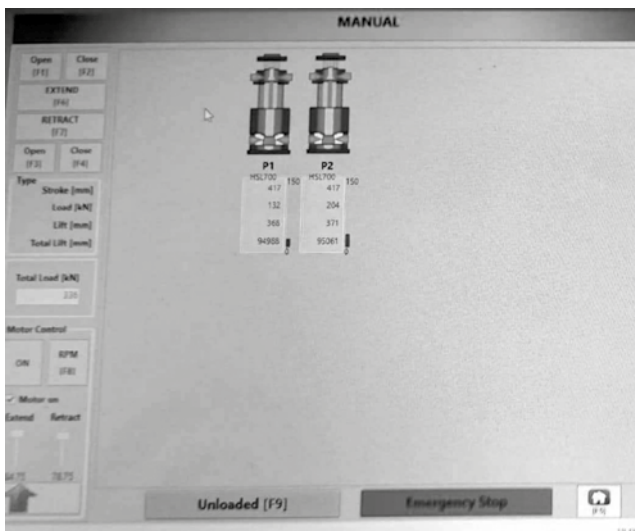 MANUAL
Open Close
[F1] [F2]
EXTEND
[F6]
RETRACT
[F7]
Open Close
[F3] [F4]
Type
Stroke [mm]
Load [kN]
Lift [mm]
Total Lift [mm]
P1 P2
HSL700 150 HSL700 150
417 417
132 204
368 371
94988 95061
0 0
Total Load [kN]
Motor Control
ON RPM
[F8]
Motor on
Extend Retract
78.75
Unloaded [F9] Emergency Stop